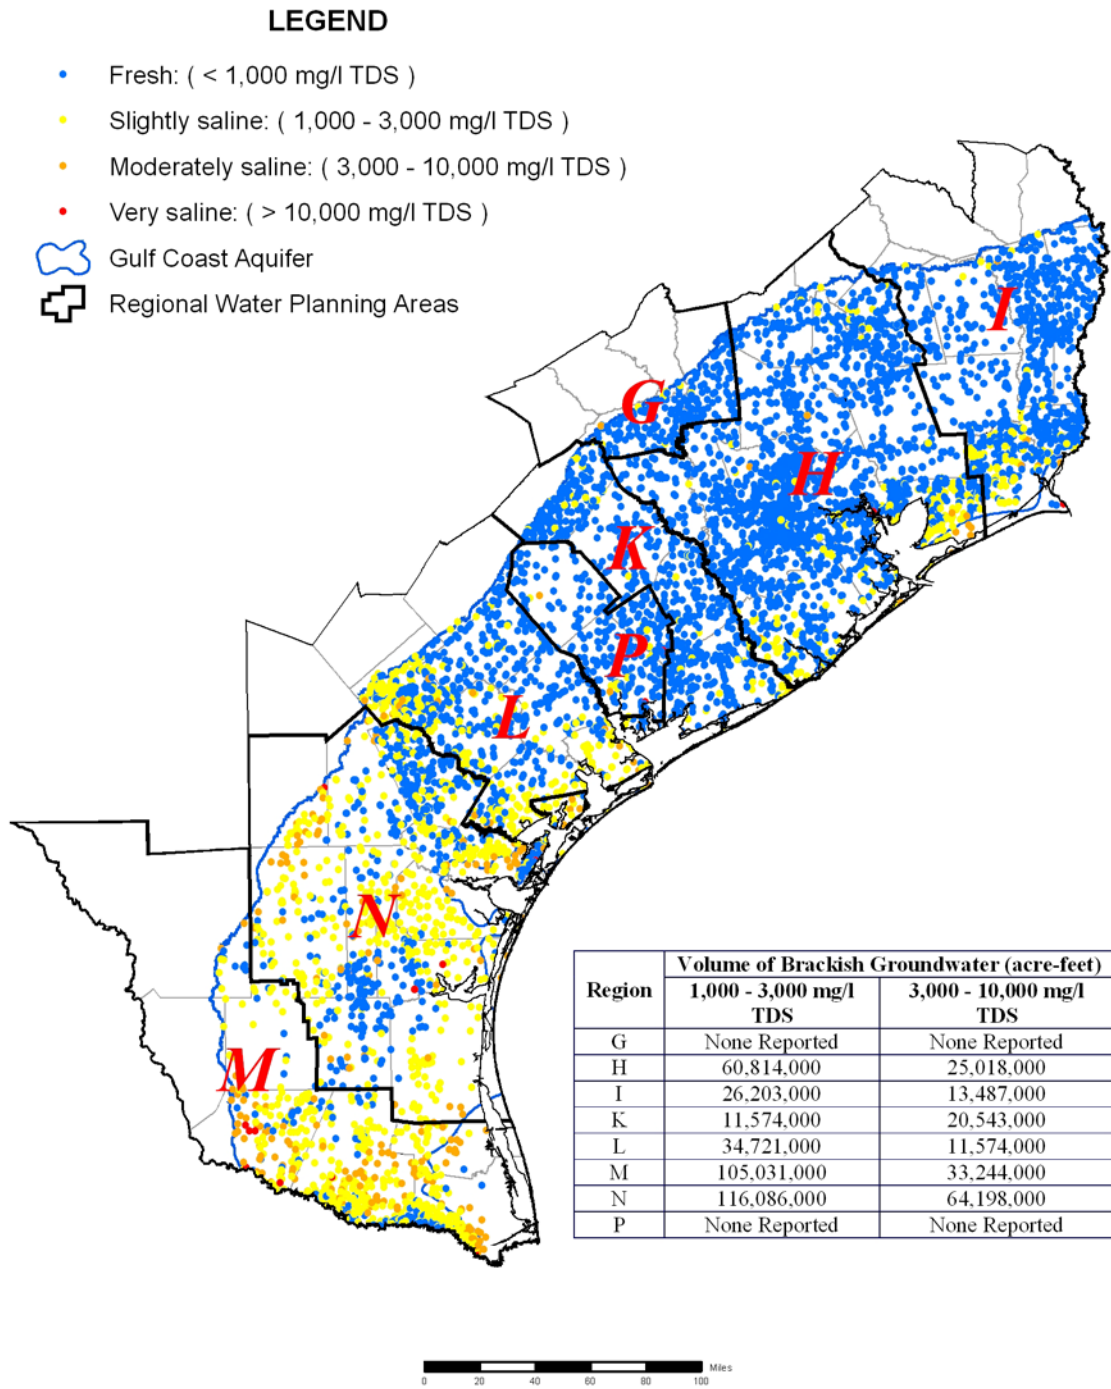 LEGEND
Fresh: ( < 1,000 mg/l TDS )
Slightly saline: ( 1,000 - 3,000 mg/l TDS )
Moderately saline: ( 3,000 - 10,000 mg/l TDS )
Very saline: ( > 10,000 mg/l TDS )
Gulf Coast Aquifer
Regional Water Planning Areas
I
G
H
K
P
L
N
M
Volume of Brackish Groundwater (acre-feet)
Region 1,000 - 3,000 mg/l TDS 3,000 - 10,000 mg/l TDS
G None Reported None Reported
H 60,814,000 25,018,000
I 26,203,000 13,487,000
K 11,574,000 20,543,000
L 34,721,000 11,574,000
M 105,031,000 33,244,000
N 116,086,000 64,198,000
P None Reported None Reported
Miles
0 20 40 60 80 100